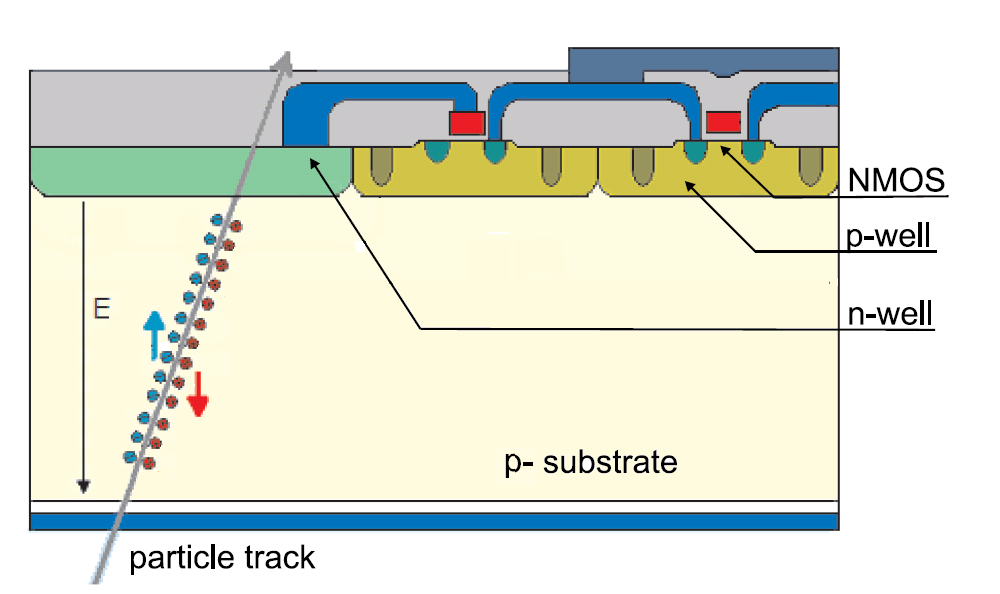 NMOS
p-well
E
n-well
p- substrate
particle track